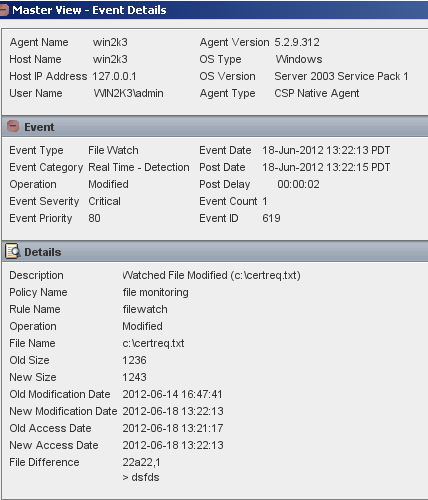 Master View - Event Details
Agent Name win2k3 Agent Version 5.2.9.312
Host Name win2k3 OS Type Windows
Host IP Address 127.0.0.1 OS Version Server 2003 Service Pack 1
User Name WIN2K3\admin Agent Type CSP Native Agent
Event
Event Type File Watch Event Date 18-Jun-2012 13:22:13 PDT
Event Category Real Time - Detection Post Date 18-Jun-2012 13:22:15 PDT
Operation Modified Post Delay 00:00:02
Event Severity Critical Event Count 1
Event Priority 80 Event ID 619
Details
Description Watched File Modified (c:\certreq.txt)
Policy Name file monitoring
Rule Name filewatch
Operation Modified
File Name c:\certreq.txt
Old Size 1236
New Size 1243
Old Modification Date 2012-06-14 16:47:41
New Modification Date 2012-06-18 13:22:13
Old Access Date 2012-06-18 13:21:17
New Access Date 2012-06-18 13:22:13
File Difference 22a22,1
> dsfds